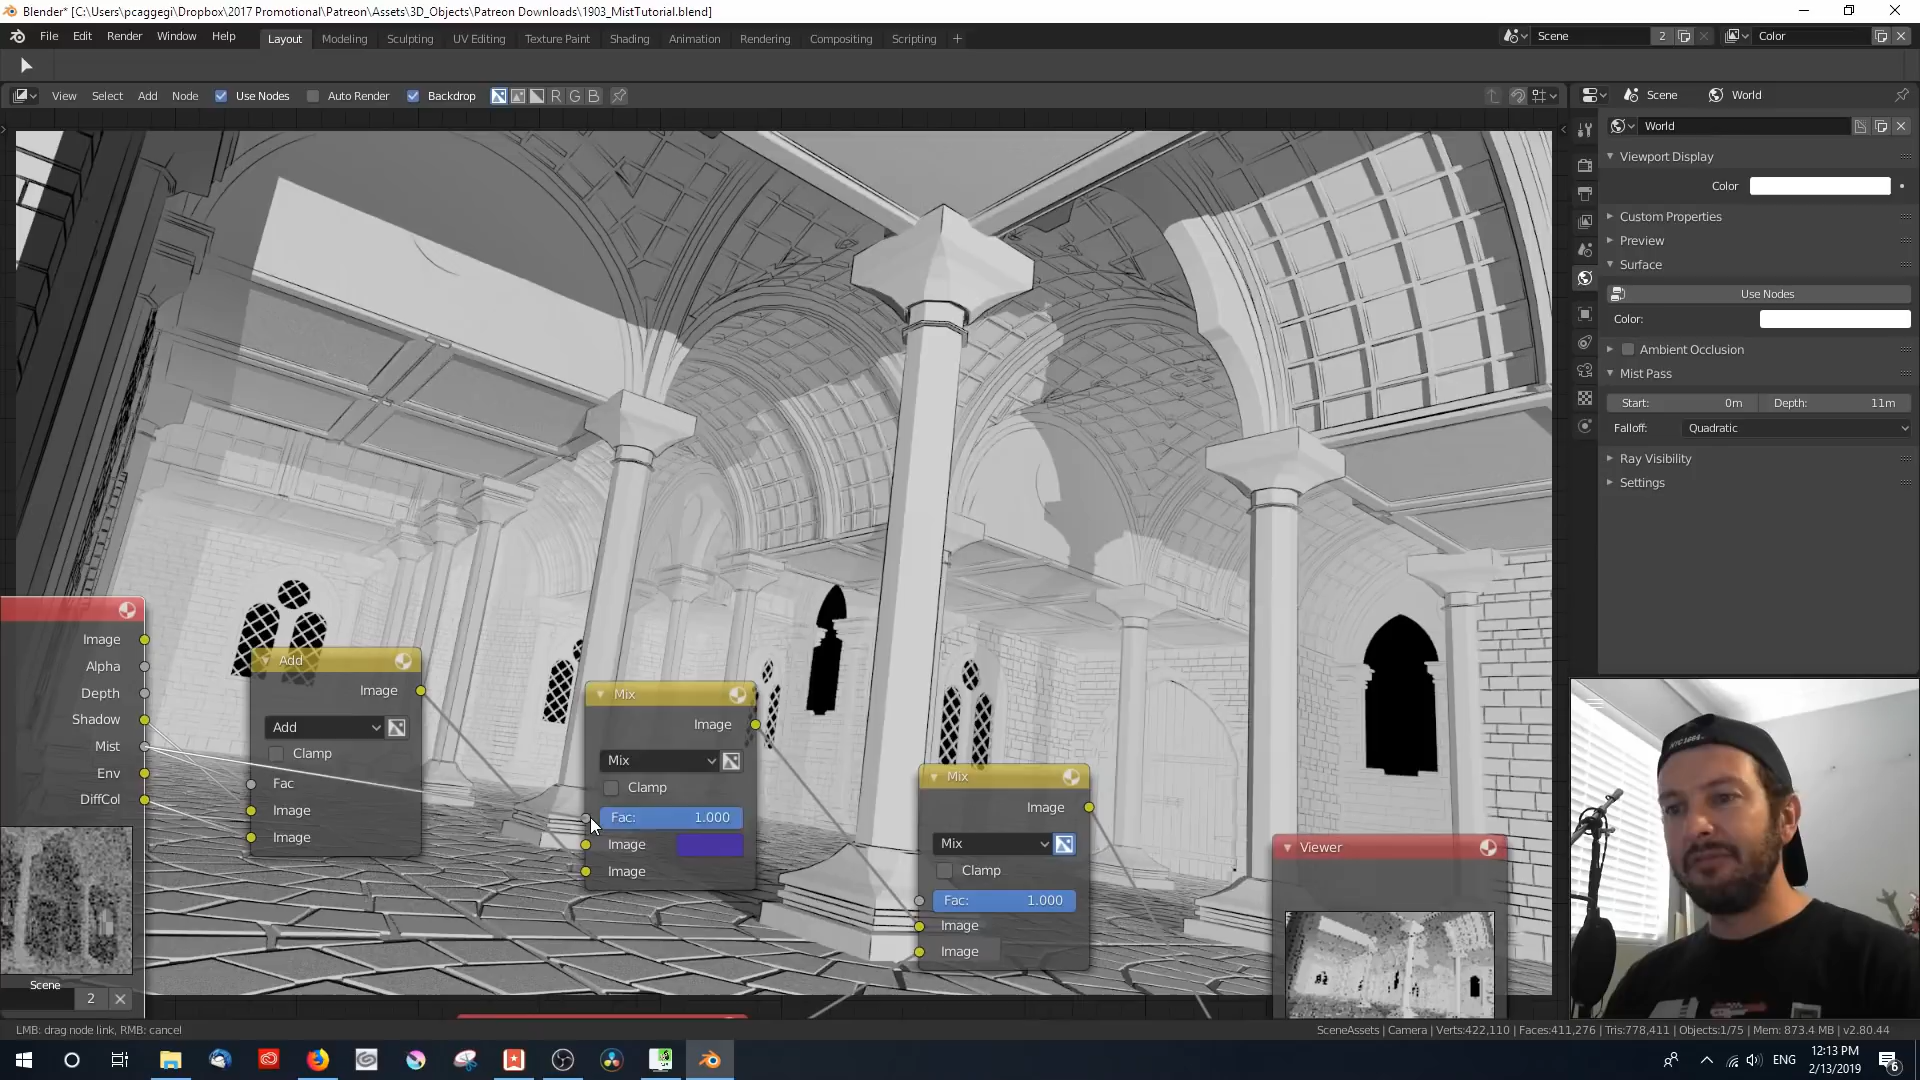 Blender* [C:\Users\pcaggegi\Dropbox\2017 Promotional\Patreon\Assets\3D_Objects\Patreon Downloads\1903_MistTutorial.blend]
File Edit Render Window Help Layout Modeling Sculpting UV Editing Texture Paint Shading Animation Rendering Compositing Scripting + Scene 2 Color
View Select Add Node Use Nodes Auto Render Backdrop R G B Scene World
World
Viewport Display
Color
Custom Properties
Preview
Surface
Use Nodes
Color:
Ambient Occlusion
Mist Pass
Start: 0m Depth: 11m
Falloff: Quadratic
Ray Visibility
Settings
Image
Alpha
Depth
Shadow
Mist
Env
DiffCol
Scene
2
Add
Image
Add
Clamp
Fac
Image
Image
Mix
Image
Mix
Clamp
Fac: 1.000
Image
Image
Mix
Image
Mix
Clamp
Fac: 1.000
Image
Image
Viewer
LMB: drag node link, RMB: cancel
SceneAssets | Camera | Verts:422,110 | Faces:411,276 | Tris:778,411 | Objects:1/75 | Mem: 873.4 MB | v2.80.44
ENG
12:13 PM
2/13/2019
6